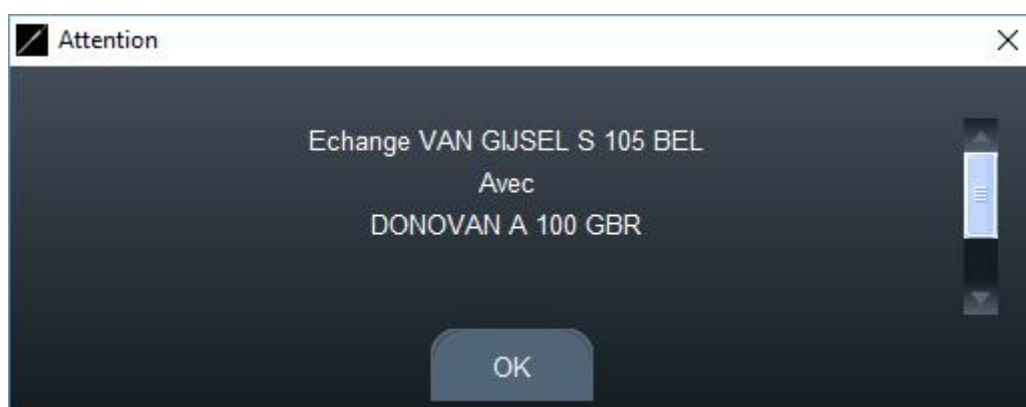 Attention
Echange VAN GIJSEL S 105 BEL
Avec
DONOVAN A 100 GBR
OK